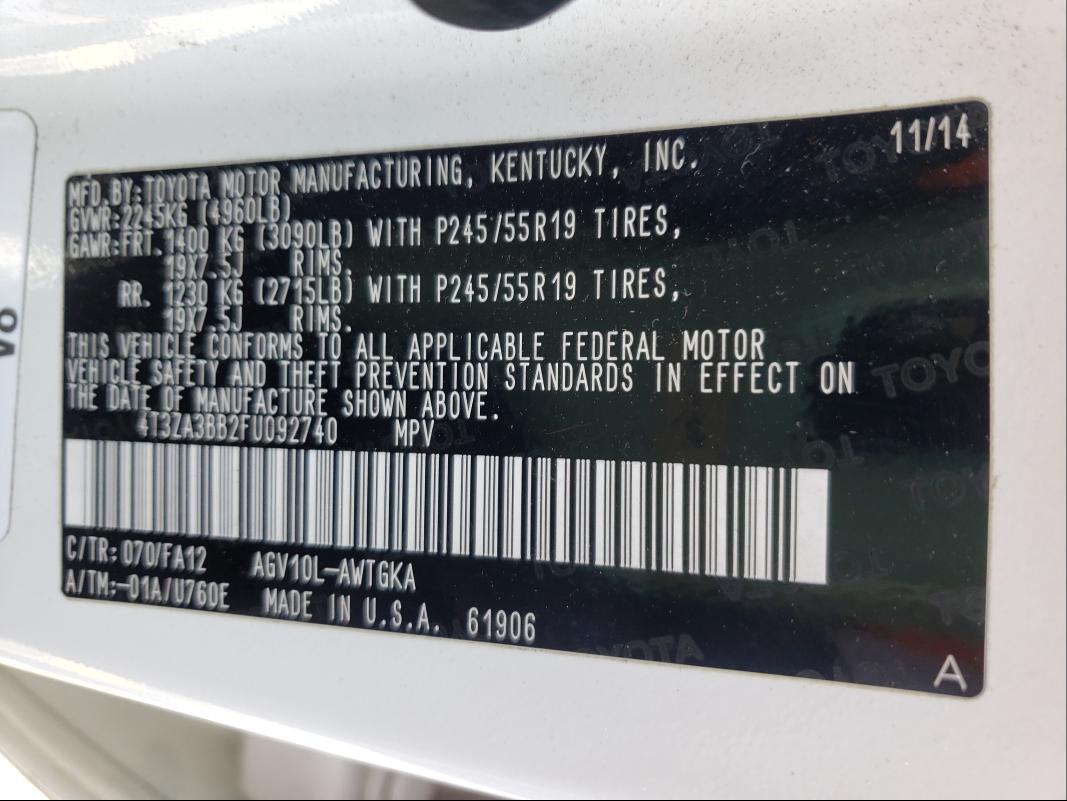 11/14
MFD.BY:TOYOTA MOTOR MANUFACTURING, KENTUCKY, INC.
GVWR:2245KG (4960LB)
GAWR:FRT.1400 KG (3090LB) WITH P245/55R19 TIRES,
19X7.5J RIMS.
RR. 1230 KG (2715LB) WITH P245/55R19 TIRES,
19X7.5J RIMS.
THIS VEHICLE CONFORMS TO ALL APPLICABLE FEDERAL MOTOR
VEHICLE SAFETY AND THEFT PREVENTION STANDARDS IN EFFECT ON
THE DATE OF MANUFACTURE SHOWN ABOVE.
4T3ZA3BB2FU092740 MPV
C/TR:070/FA12 AGV10L-AWTGKA
A/TM:-01A/U760E MADE IN U.S.A. 61906
A
TOYOTA